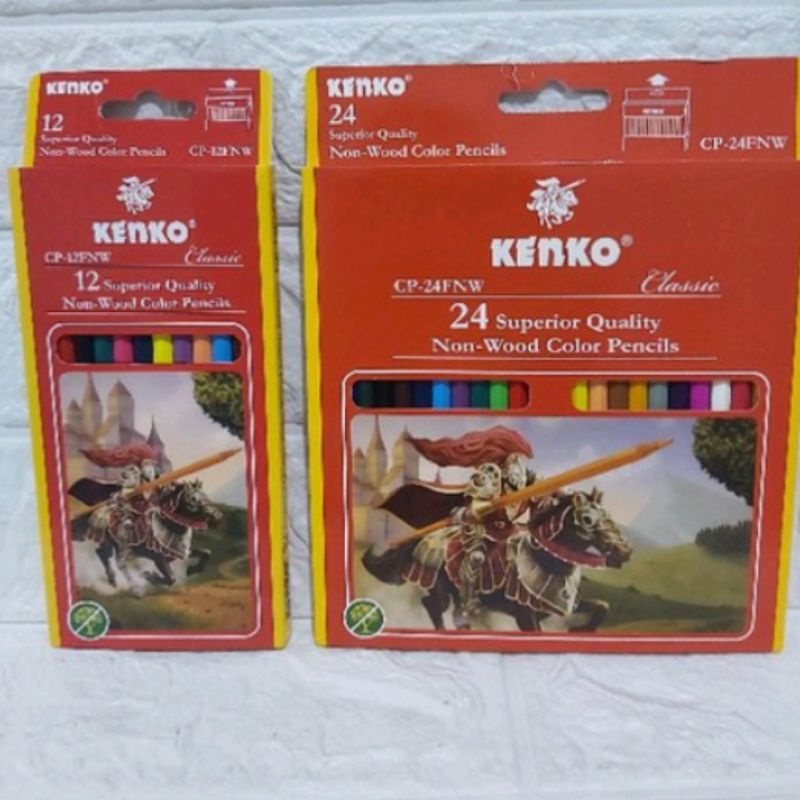 KENKO®
12
Superior Quality
Non-Wood Color Pencils CP-12FNW
KENKO®
CP-12FNW Classic
12 Superior Quality
Non-Wood Color Pencils
KENKO®
24
Superior Quality
Non-Wood Color Pencils CP-24FNW
KENKO®
CP-24FNW Classic
24 Superior Quality
Non-Wood Color Pencils